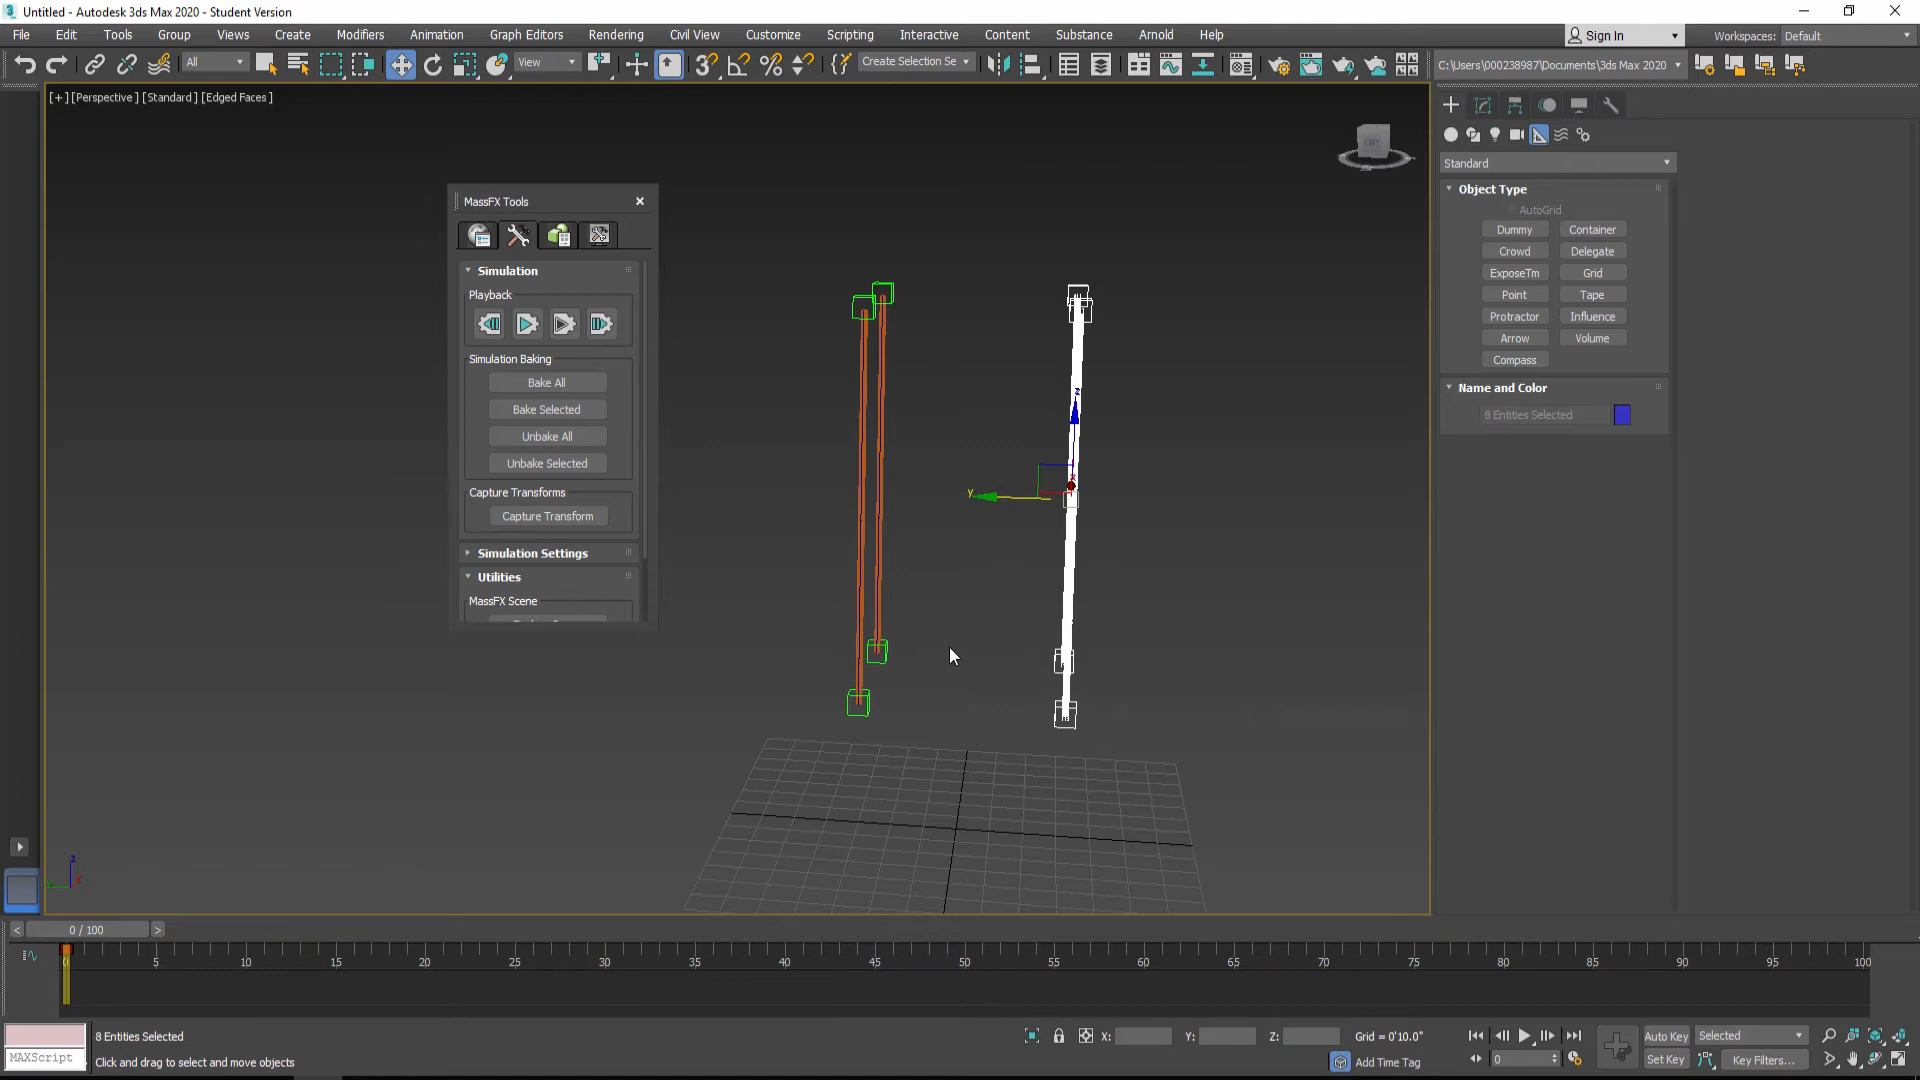 Untitled - Autodesk 3ds Max 2020 - Student Version
File Edit Tools Group Views Create Modifiers Animation Graph Editors Rendering Civil View Customize Scripting Interactive Content Substance Arnold Help
Sign In
Workspaces: Default
All
View
Create Selection Se
C:\Users\000238987\Documents\3ds Max 2020
[+] [Perspective ] [Standard ] [Edged Faces ]
LEFT
MassFX Tools
Simulation
Playback
Simulation Baking
Bake All
Bake Selected
Unbake All
Unbake Selected
Capture Transforms
Capture Transform
Simulation Settings
Utilities
MassFX Scene
Standard
Object Type
AutoGrid
Dummy Container
Crowd Delegate
ExposeTm Grid
Point Tape
Protractor Influence
Arrow Volume
Compass
Name and Color
8 Entities Selected
z
y
x
z
x
0 / 100
0 5 10 15 20 25 30 35 40 45 50 55 60 65 70 75 80 85 90 95 100
MAXScript
8 Entities Selected
Click and drag to select and move objects
X: Y: Z: Grid = 0'10.0"
Add Time Tag
Auto Key Selected
Set Key Key Filters...
0